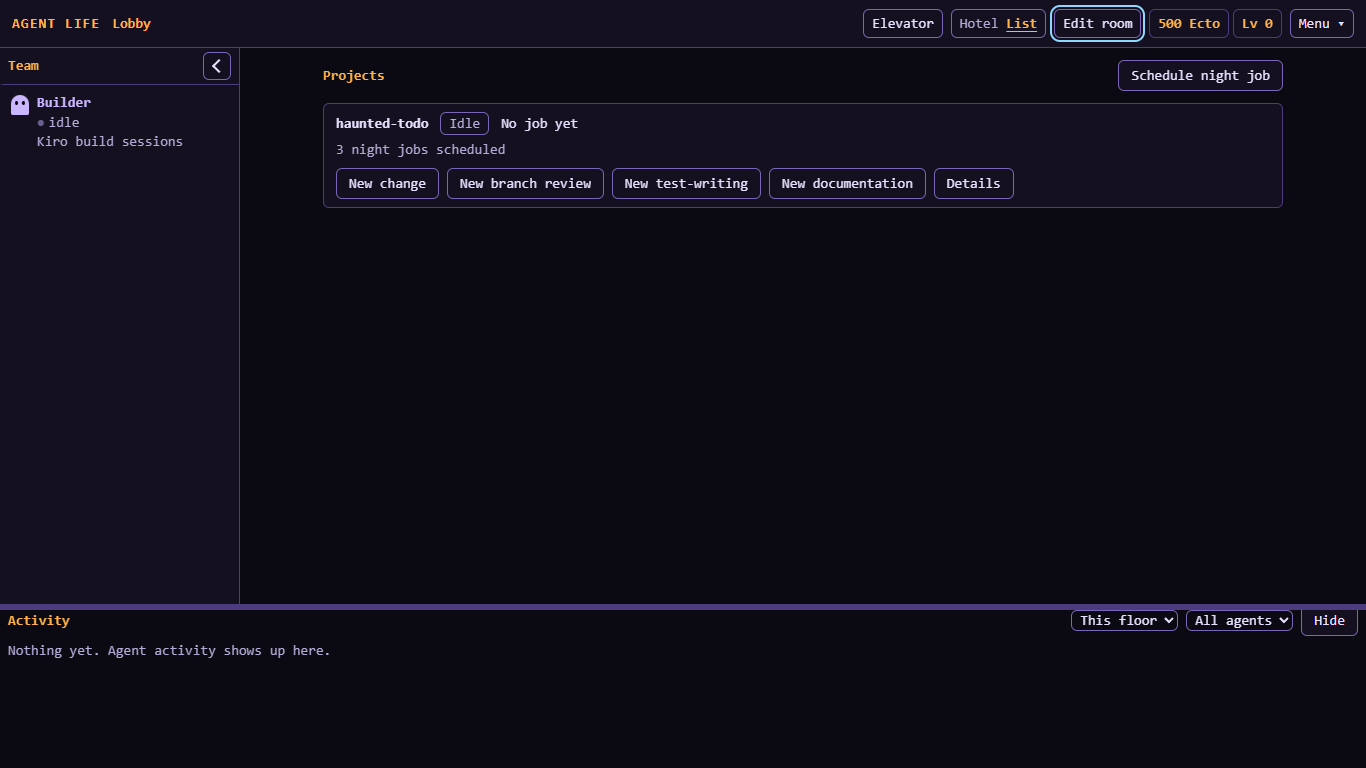 AGENT LIFE Lobby Elevator Hotel List Edit room 500 Ecto Lv 0 Menu ▾
Team
Builder
idle
Kiro build sessions
Projects Schedule night job
haunted-todo Idle No job yet
3 night jobs scheduled
New change New branch review New test-writing New documentation Details
Activity This floor All agents Hide
Nothing yet. Agent activity shows up here.